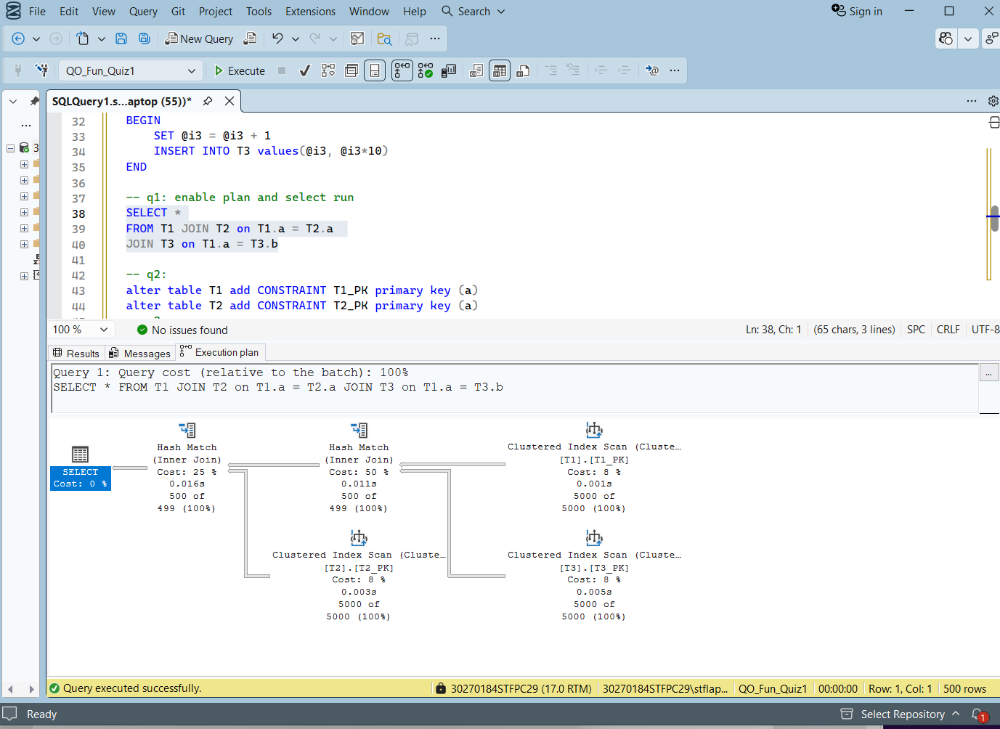 File Edit View Query Git Project Tools Extensions Window Help Search Sign in
New Query
QO_Fun_Quiz1 Execute
SQLQuery1.s...aptop (55))*
32 BEGIN
33 SET @i3 = @i3 + 1
34 INSERT INTO T3 values(@i3, @i3*10)
35 END
36
37 -- q1: enable plan and select run
38 SELECT *
39 FROM T1 JOIN T2 on T1.a = T2.a
40 JOIN T3 on T1.a = T3.b
41
42 -- q2:
43 alter table T1 add CONSTRAINT T1_PK primary key (a)
44 alter table T2 add CONSTRAINT T2_PK primary key (a)
100 % No issues found Ln: 38, Ch: 1 (65 chars, 3 lines) SPC CRLF UTF-8
Results Messages Execution plan
Query 1: Query cost (relative to the batch): 100%
SELECT * FROM T1 JOIN T2 on T1.a = T2.a JOIN T3 on T1.a = T3.b
SELECT
Cost: 0 %
Hash Match
(Inner Join)
Cost: 25 %
0.016s
500 of
499 (100%)
Hash Match
(Inner Join)
Cost: 50 %
0.011s
500 of
499 (100%)
Clustered Index Scan (Cluste…
[T1].[T1_PK]
Cost: 8 %
0.001s
5000 of
5000 (100%)
Clustered Index Scan (Cluste…
[T2].[T2_PK]
Cost: 8 %
0.003s
5000 of
5000 (100%)
Clustered Index Scan (Cluste…
[T3].[T3_PK]
Cost: 8 %
0.005s
5000 of
5000 (100%)
Query executed successfully. 30270184STFPC29 (17.0 RTM) 30270184STFPC29\stflap... QO_Fun_Quiz1 00:00:00 Row: 1, Col: 1 500 rows
Ready Select Repository 1